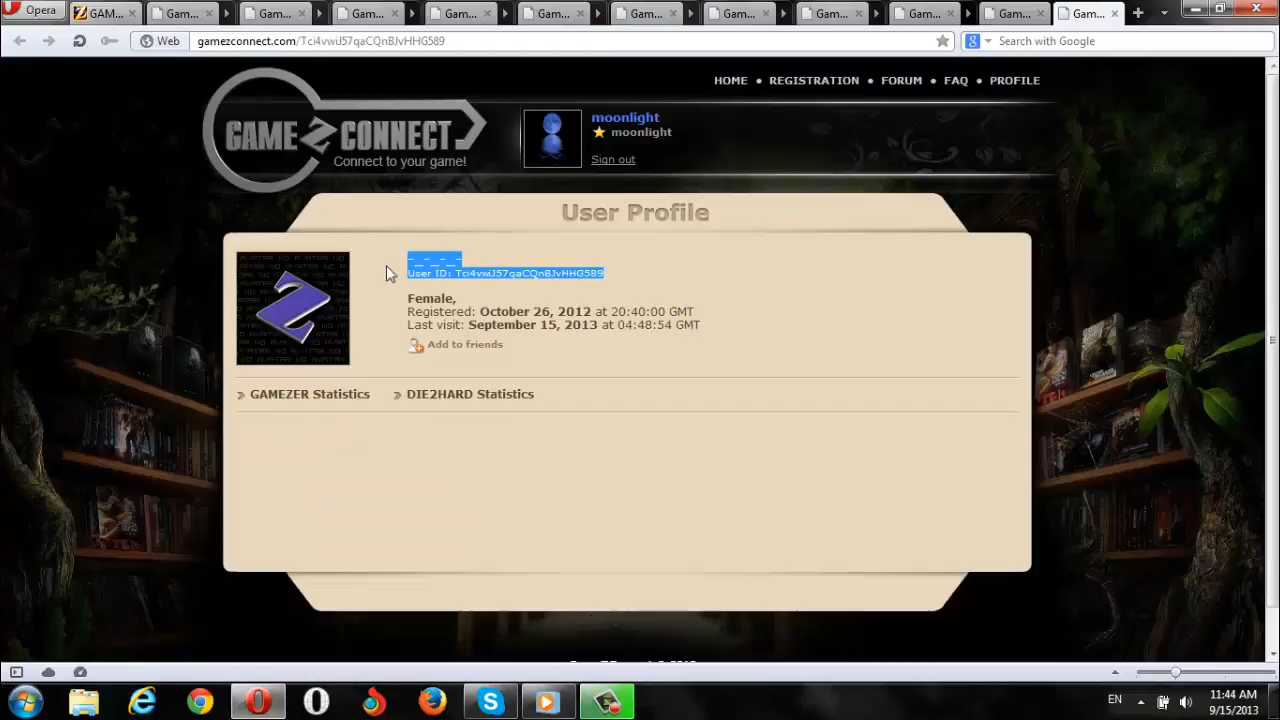 Opera
GAM...
Gam...
Gam...
Gam...
Gam...
Gam...
Gam...
Gam...
Gam...
Gam...
Gam...
Gam...
Web
gamezconnect.com/Tci4vwiJ57qaCQnBJvHHG589
Search with Google
HOME • REGISTRATION • FORUM • FAQ • PROFILE
GAME Z CONNECT
Connect to your game!
moonlight
moonlight
Sign out
User Profile
_ _ _ _
User ID: Tci4vwiJ57qaCQnBJvHHG589
Female,
Registered: October 26, 2012 at 20:40:00 GMT
Last visit: September 15, 2013 at 04:48:54 GMT
Add to friends
GAMEZER Statistics
DIE2HARD Statistics
EN
11:44 AM
9/15/2013